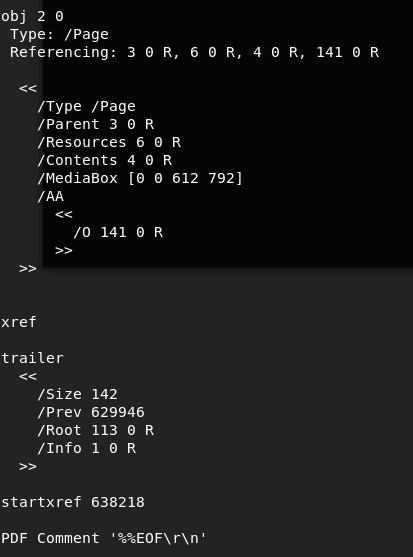 obj 2 0
Type: /Page
Referencing: 3 0 R, 6 0 R, 4 0 R, 141 0 R
<<
/Type /Page
/Parent 3 0 R
/Resources 6 0 R
/Contents 4 0 R
/MediaBox [0 0 612 792]
/AA
<<
/O 141 0 R
>>
>>
xref
trailer
<<
/Size 142
/Prev 629946
/Root 113 0 R
/Info 1 0 R
>>
startxref 638218
PDF Comment '%%EOF\r\n'